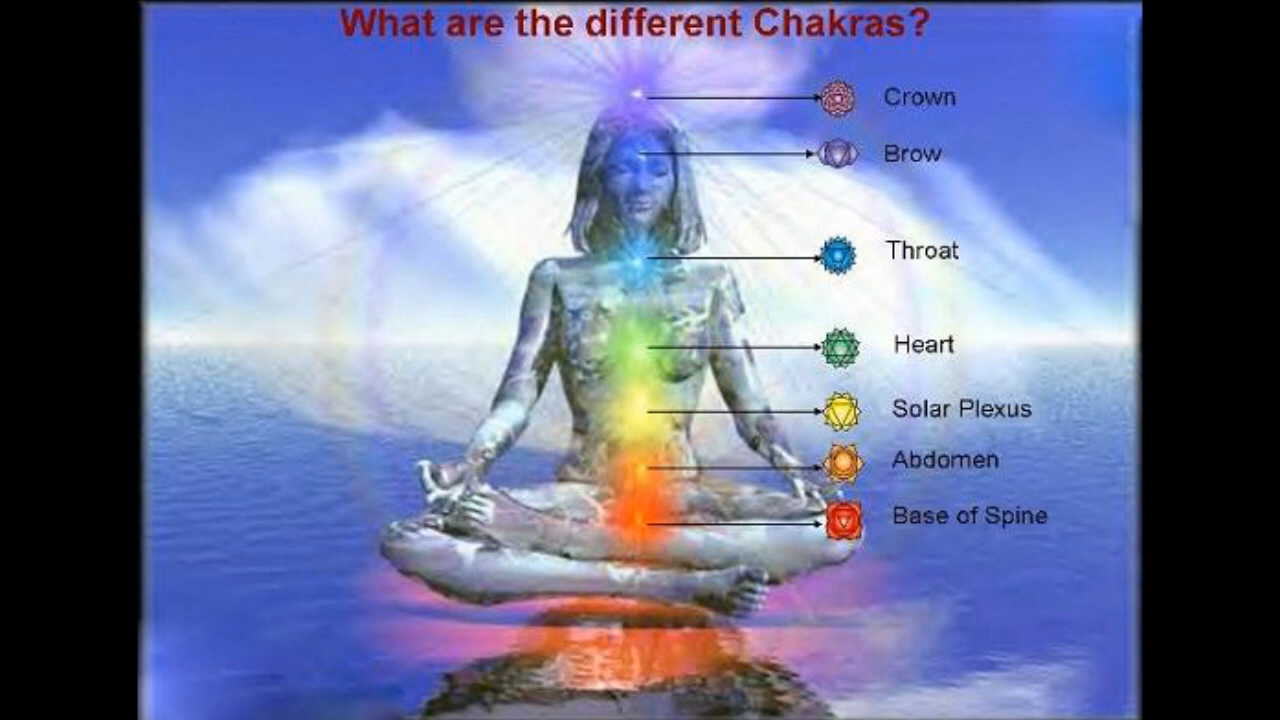 What are the different Chakras?
Crown
Brow
Throat
Heart
Solar Plexus
Abdomen
Base of Spine